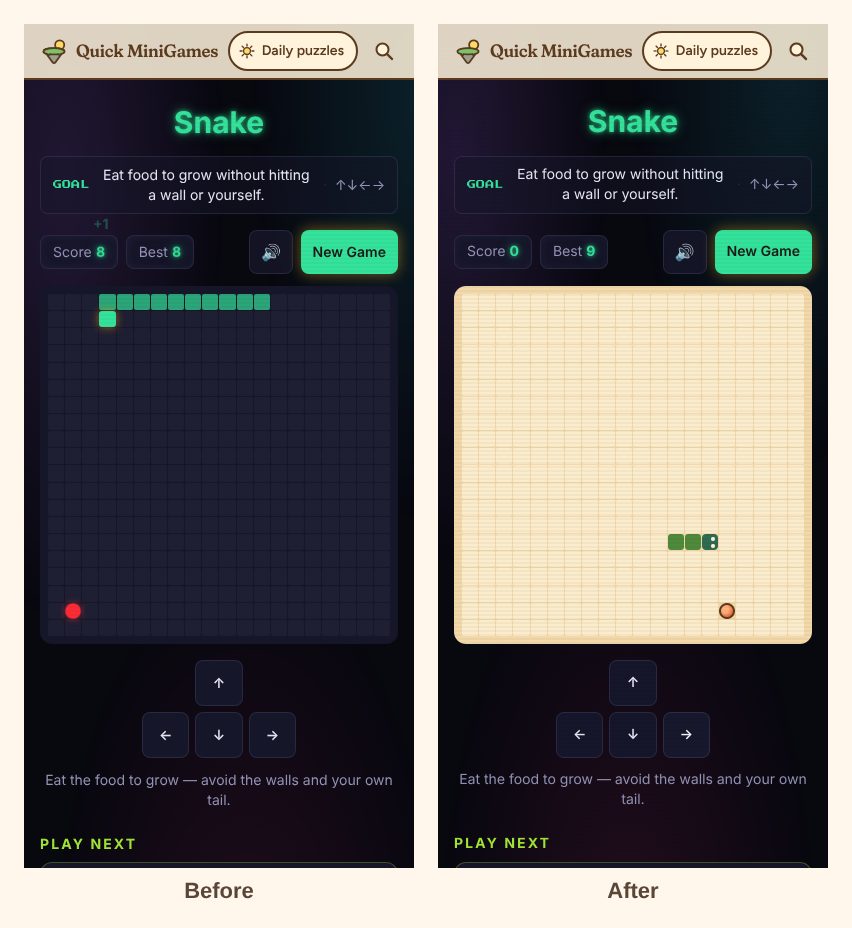 Quick MiniGames
Daily puzzles
Snake
GOAL
Eat food to grow without hitting
a wall or yourself.
↑↓←→
+1
Score 8
Best 8
New Game
↑
← ↓ →
Eat the food to grow — avoid the walls and your own
tail.
PLAY NEXT
Before
Quick MiniGames
Daily puzzles
Snake
GOAL
Eat food to grow without hitting
a wall or yourself.
↑↓←→
Score 0
Best 9
New Game
↑
← ↓ →
Eat the food to grow — avoid the walls and your own
tail.
PLAY NEXT
After